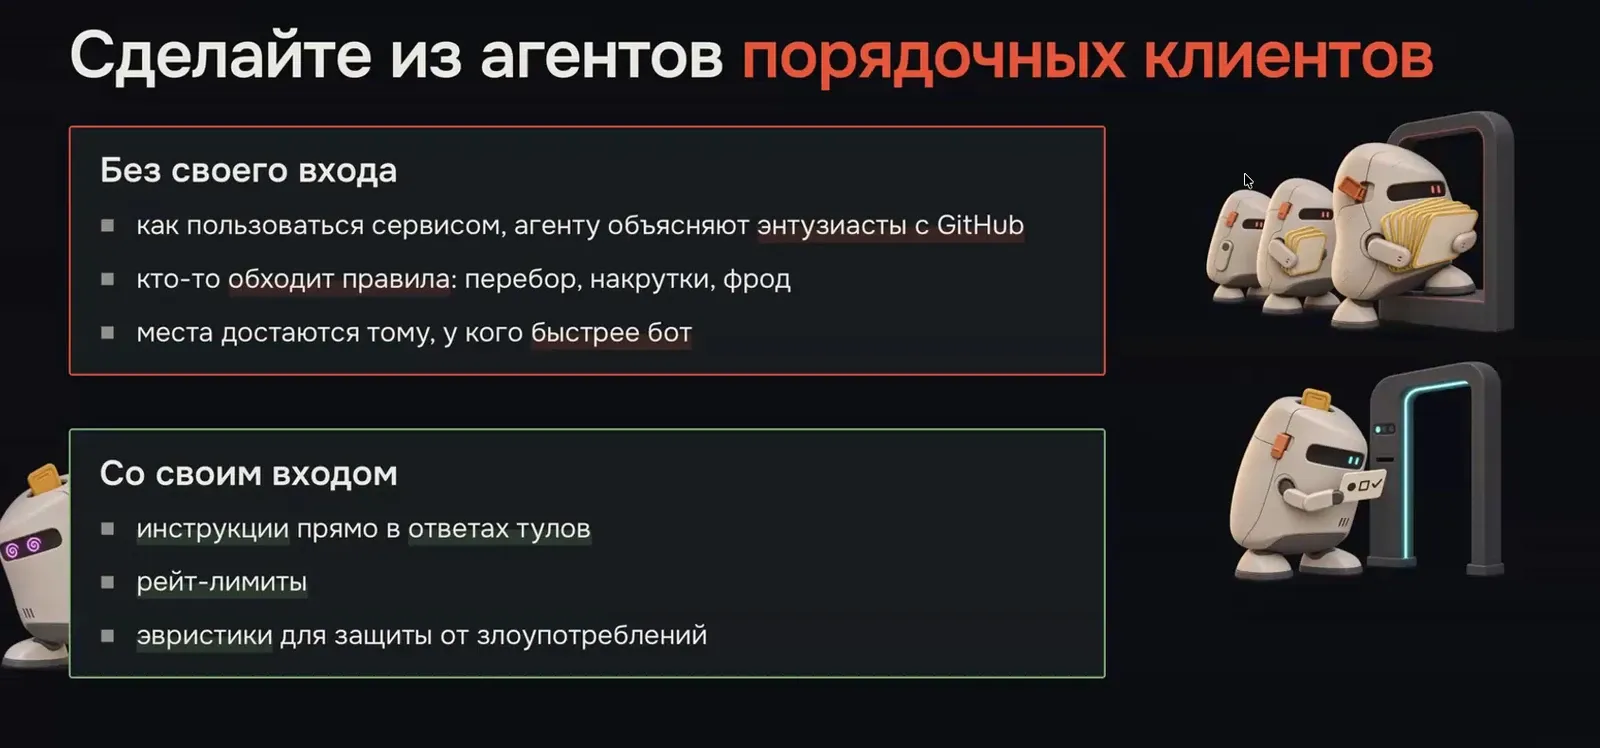 Сделайте из агентов порядочных клиентов
Без своего входа
как пользоваться сервисом, агенту объясняют энтузиасты с GitHub
кто-то обходит правила: перебор, накрутки, фрод
места достаются тому, у кого быстрее бот
Со своим входом
инструкции прямо в ответах тулов
рейт-лимиты
эвристики для защиты от злоупотреблений